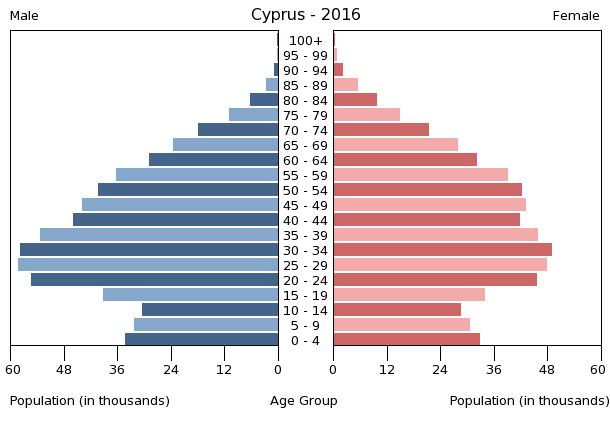 Male Cyprus - 2016 Female
100+
95 - 99
90 - 94
85 - 89
80 - 84
75 - 79
70 - 74
65 - 69
60 - 64
55 - 59
50 - 54
45 - 49
40 - 44
35 - 39
30 - 34
25 - 29
20 - 24
15 - 19
10 - 14
5 - 9
0 - 4
60 48 36 24 12 0 0 12 24 36 48 60
Population (in thousands) Age Group Population (in thousands)